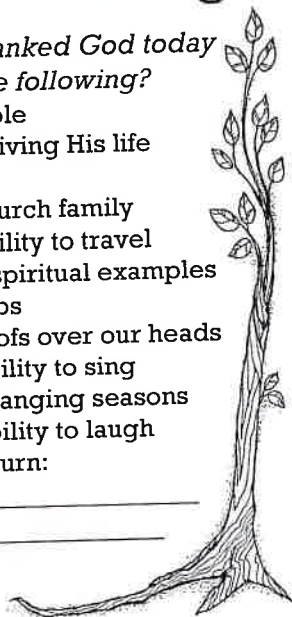 anked God today
e following?
ble
iving His life
urch family
ility to travel
spiritual examples
os
ofs over our heads
ility to sing
anging seasons
bility to laugh
urn: